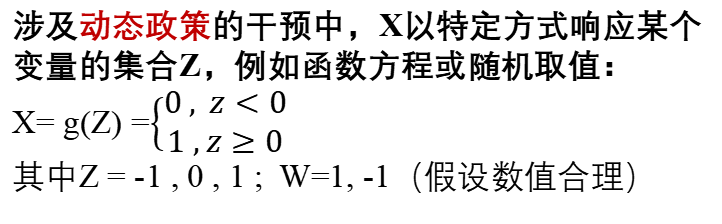 涉及动态政策的干预中，X以特定方式响应某个
变量的集合Z，例如函数方程或随机取值：
X= g(Z) ={0 , z < 0
1 , z ≥ 0
其中Z = -1 , 0 , 1 ; W=1, -1（假设数值合理）